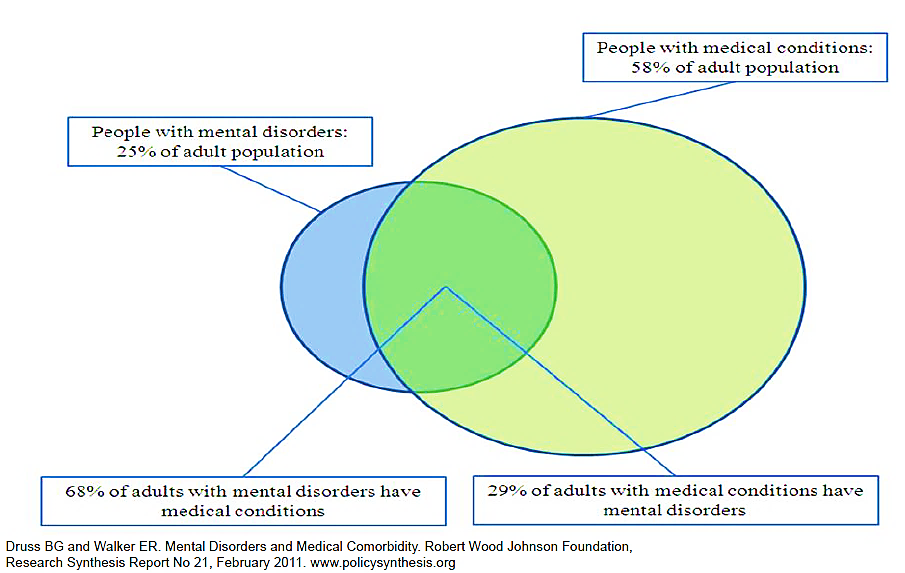 People with medical conditions:
58% of adult population
People with mental disorders:
25% of adult population
68% of adults with mental disorders have
medical conditions
29% of adults with medical conditions have
mental disorders
Druss BG and Walker ER. Mental Disorders and Medical Comorbidity. Robert Wood Johnson Foundation,
Research Synthesis Report No 21, February 2011. www.policysynthesis.org